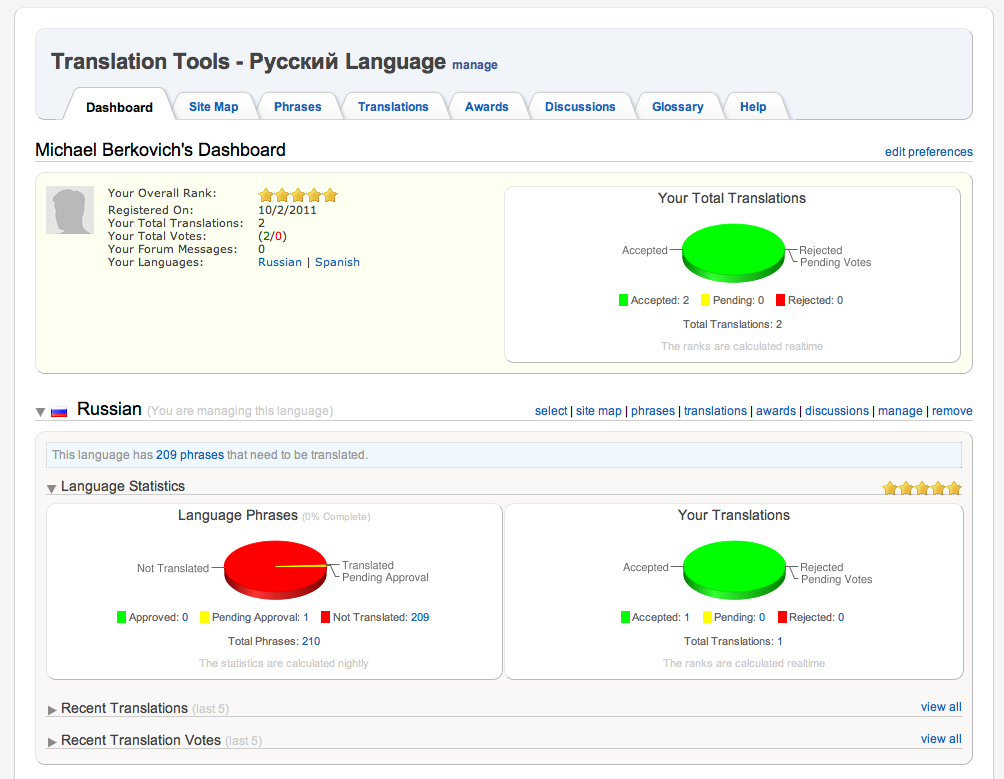 Translation Tools - Русский Language manage
Dashboard Site Map Phrases Translations Awards Discussions Glossary Help
Michael Berkovich's Dashboard edit preferences
Your Overall Rank:
Registered On: 10/2/2011
Your Total Translations: 2
Your Total Votes: (2/0)
Your Forum Messages: 0
Your Languages: Russian | Spanish
Your Total Translations
Accepted
Rejected
Pending Votes
Accepted: 2 Pending: 0 Rejected: 0
Total Translations: 2
The ranks are calculated realtime
Russian (You are managing this language) select | site map | phrases | translations | awards | discussions | manage | remove
This language has 209 phrases that need to be translated.
Language Statistics
Language Phrases (0% Complete)
Not Translated
Translated
Pending Approval
Approved: 0 Pending Approval: 1 Not Translated: 209
Total Phrases: 210
The statistics are calculated nightly
Your Translations
Accepted
Rejected
Pending Votes
Accepted: 1 Pending: 0 Rejected: 0
Total Translations: 1
The ranks are calculated realtime
Recent Translations (last 5) view all
Recent Translation Votes (last 5) view all